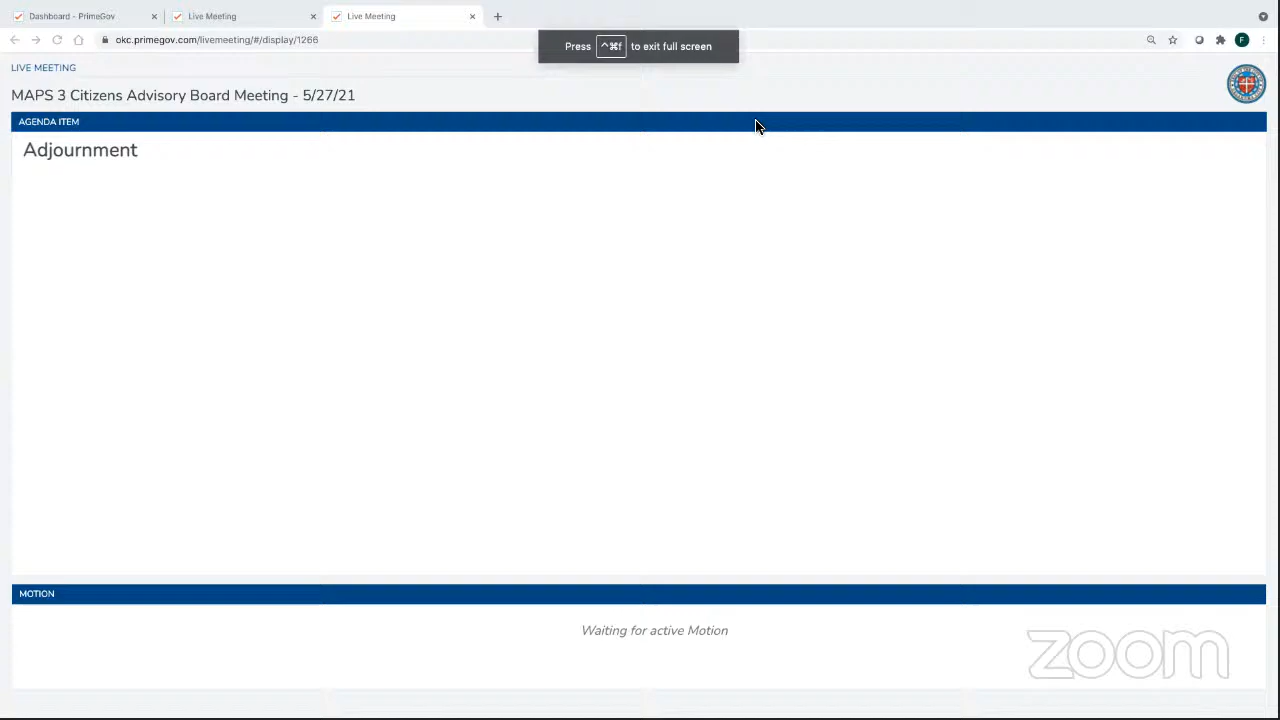 Dashboard - PrimeGov
Live Meeting
Live Meeting
okc.primegov.com/livemeeting/#/display/1266
F
Press ^⌘f to exit full screen
LIVE MEETING
MAPS 3 Citizens Advisory Board Meeting - 5/27/21
AGENDA ITEM
Adjournment
MOTION
Waiting for active Motion
zoom